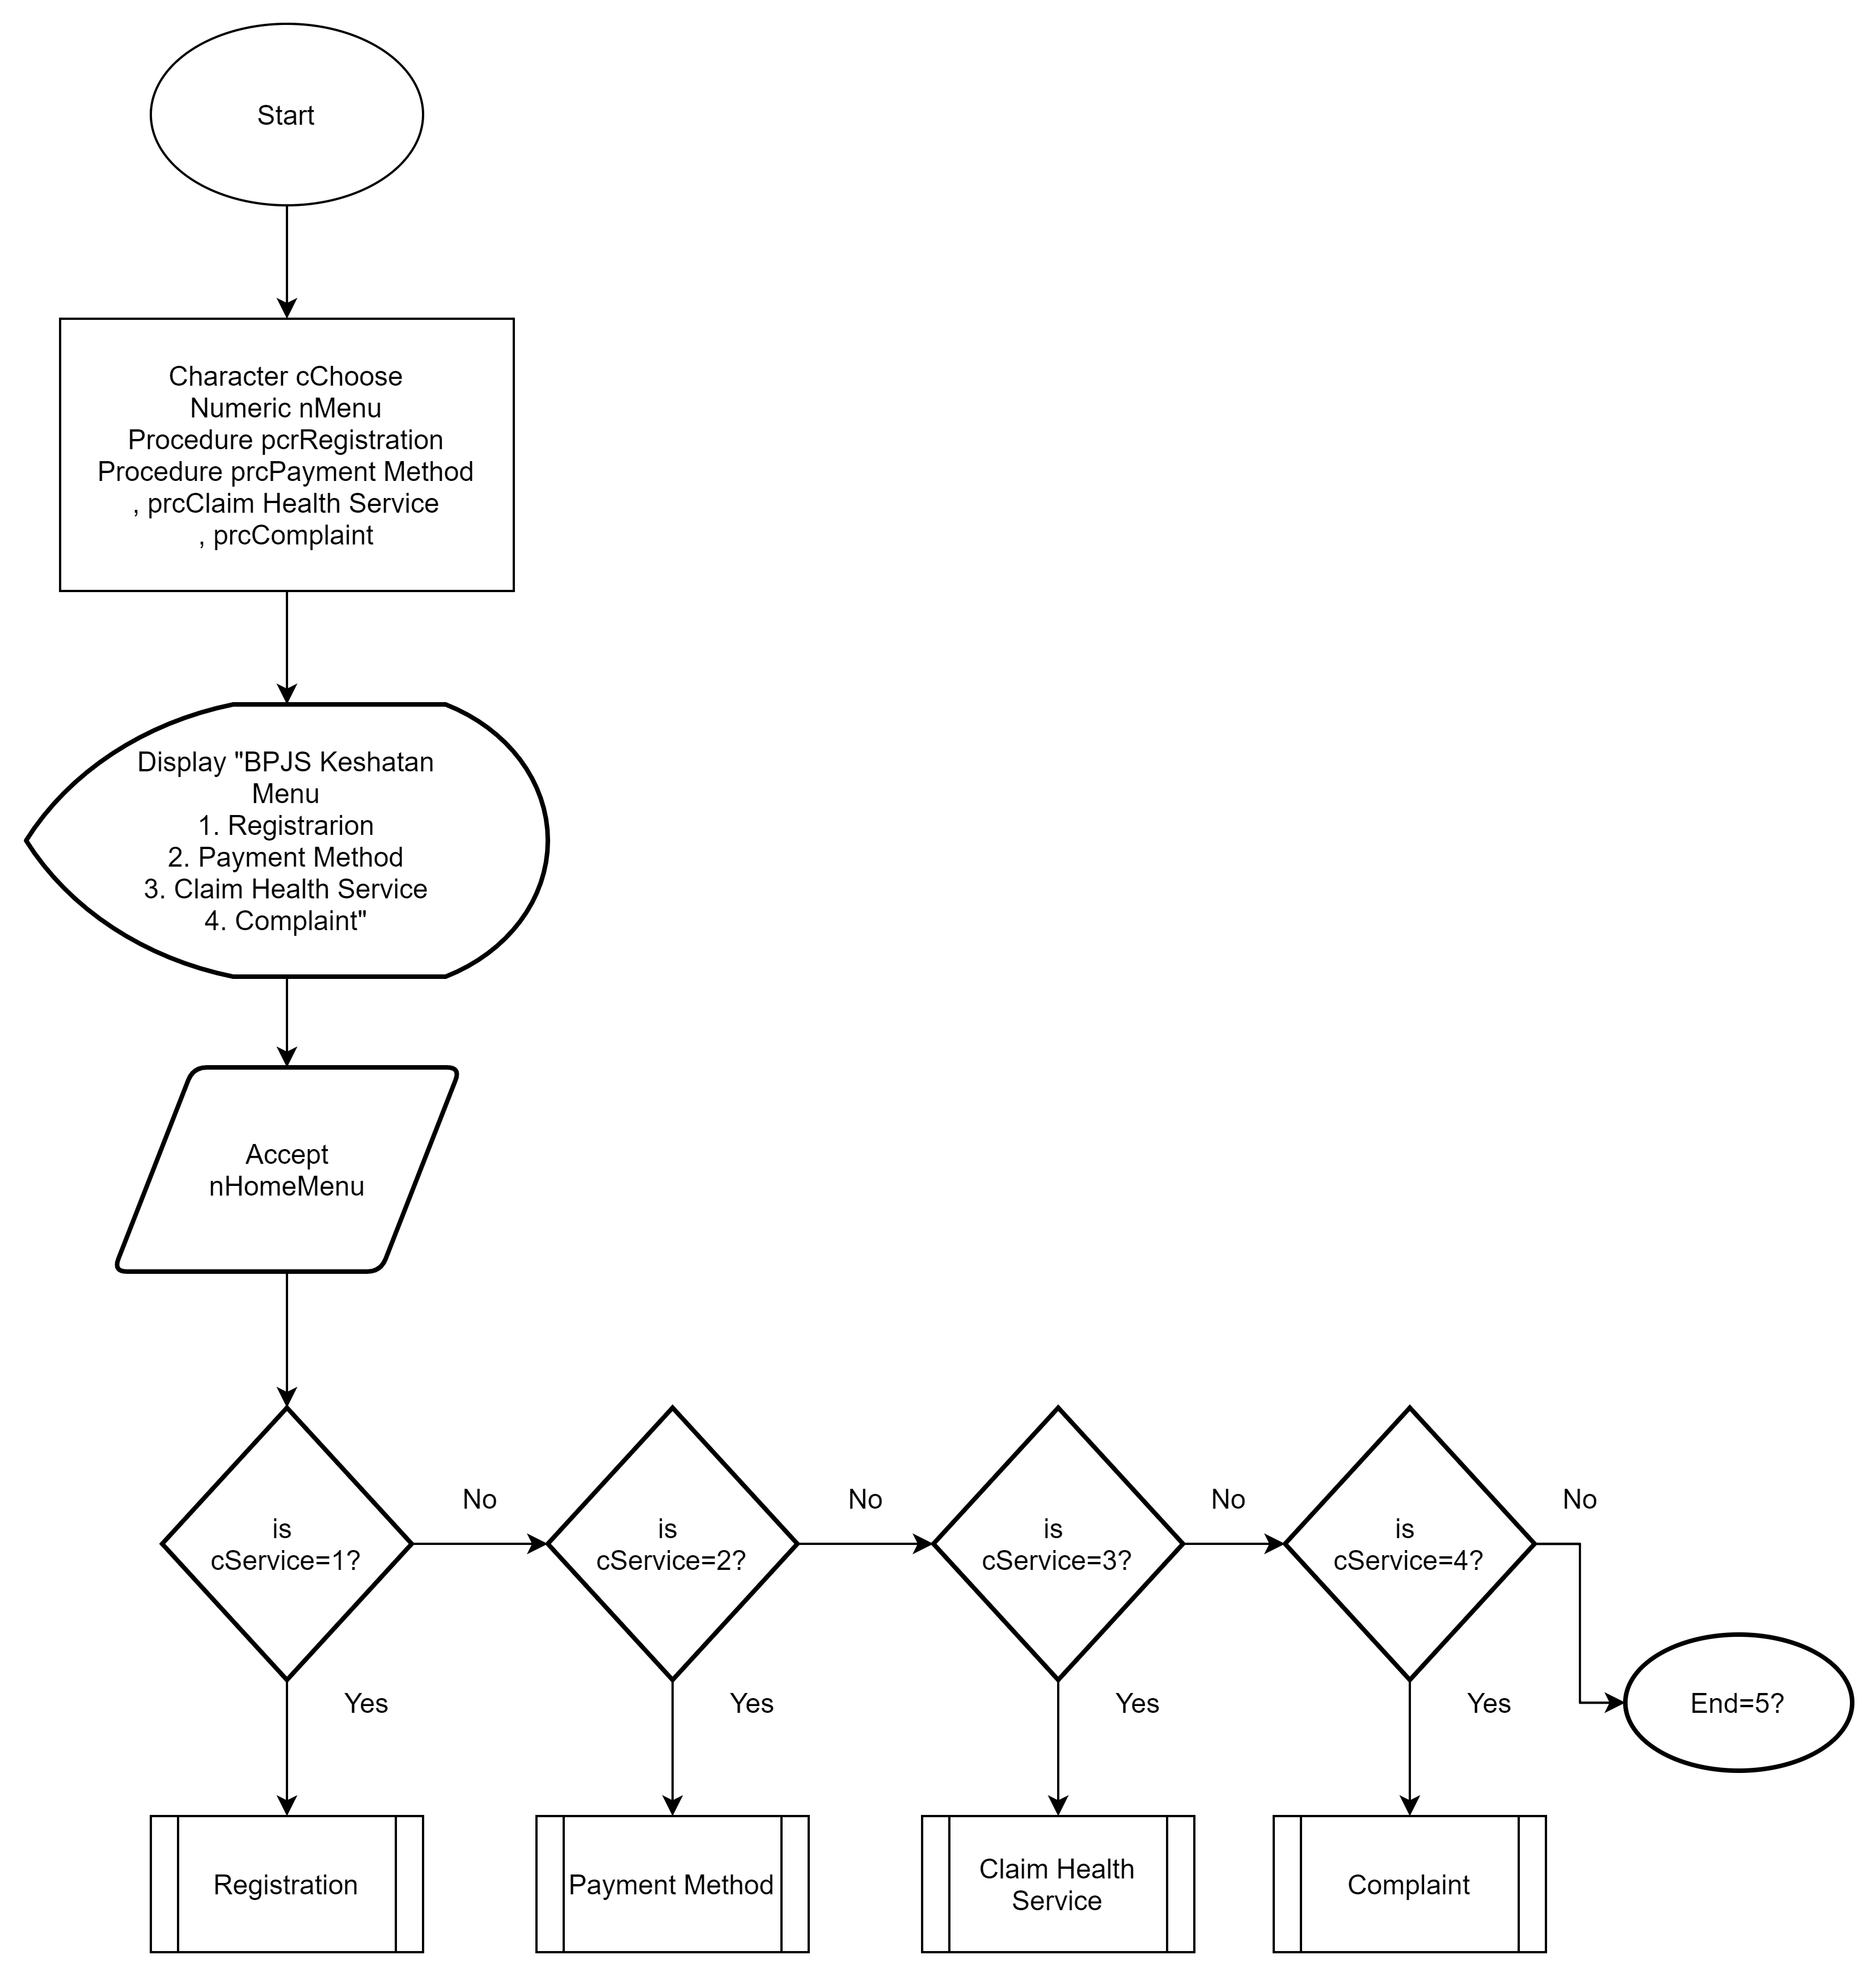 Start
Character cChoose
Numeric nMenu
Procedure pcrRegistration
Procedure prcPayment Method
, prcClaim Health Service
, prcComplaint
Display "BPJS Keshatan
Menu
1. Registrarion
2. Payment Method
3. Claim Health Service
4. Complaint"
Accept
nHomeMenu
No
No
No
No
is
cService=1?
is
cService=2?
is
cService=3?
is
cService=4?
Yes
Yes
Yes
Yes
End=5?
Registration
Payment Method
Claim Health
Service
Complaint